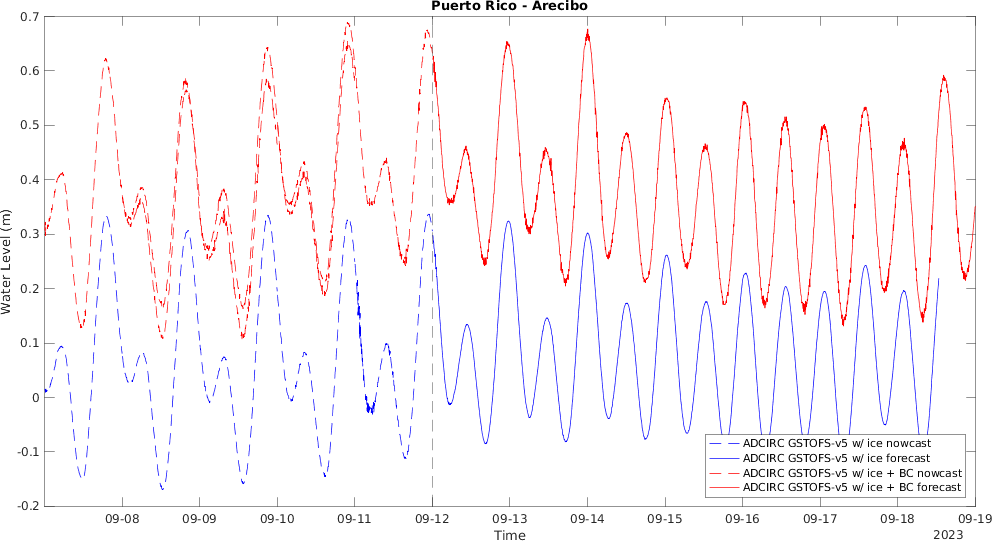 Puerto Rico - Arecibo
0.7
0.6
0.5
0.4
0.3
0.2
0.1
0
-0.1
-0.2
Water Level (m)
ADCIRC GSTOFS-v5 w/ ice nowcast
ADCIRC GSTOFS-v5 w/ ice forecast
ADCIRC GSTOFS-v5 w/ ice + BC nowcast
ADCIRC GSTOFS-v5 w/ ice + BC forecast
09-08 09-09 09-10 09-11 09-12 09-13 09-14 09-15 09-16 09-17 09-18 09-19
Time
2023